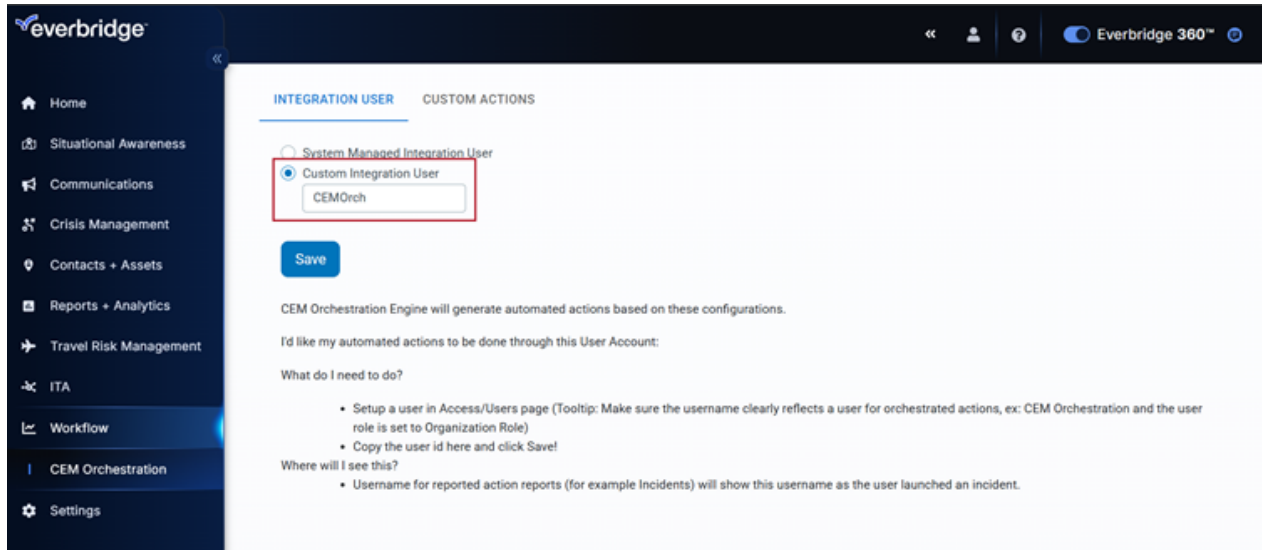 everbridge
Everbridge 360™
Home
Situational Awareness
Communications
Crisis Management
Contacts + Assets
Reports + Analytics
Travel Risk Management
ITA
Workflow
CEM Orchestration
Settings
INTEGRATION USER CUSTOM ACTIONS
System Managed Integration User
Custom Integration User
CEMOrch
Save
CEM Orchestration Engine will generate automated actions based on these configurations.
I'd like my automated actions to be done through this User Account:
What do I need to do?
• Setup a user in Access/Users page (Tooltip: Make sure the username clearly reflects a user for orchestrated actions, ex: CEM Orchestration and the user
role is set to Organization Role)
• Copy the user id here and click Save!
Where will I see this?
• Username for reported action reports (for example Incidents) will show this username as the user launched an incident.